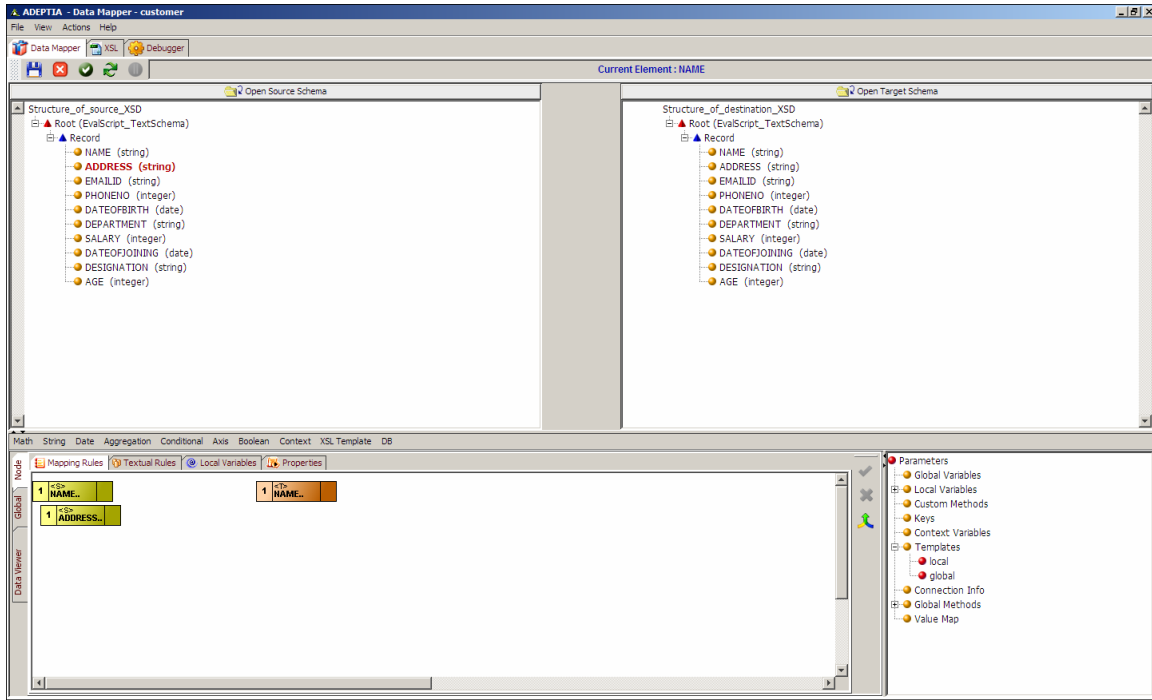 ADEPTIA - Data Mapper - customer
File View Actions Help
Data Mapper XSL Debugger
Current Element : NAME
Open Source Schema
Open Target Schema
Structure_of_source_XSD
Root (EvalScript_TextSchema)
Record
NAME (string)
ADDRESS (string)
EMAILID (string)
PHONENO (integer)
DATEOFBIRTH (date)
DEPARTMENT (string)
SALARY (integer)
DATEOFJOINING (date)
DESIGNATION (string)
AGE (integer)
Structure_of_destination_XSD
Root (EvalScript_TextSchema)
Record
NAME (string)
ADDRESS (string)
EMAILID (string)
PHONENO (integer)
DATEOFBIRTH (date)
DEPARTMENT (string)
SALARY (integer)
DATEOFJOINING (date)
DESIGNATION (string)
AGE (integer)
Math String Date Aggregation Conditional Axis Boolean Context XSL Template DB
Node
Global
Data Viewer
Mapping Rules Textual Rules Local Variables Properties
1 <S> NAME..
1 <T> NAME..
1 <S> ADDRESS..
Parameters
Global Variables
Local Variables
Custom Methods
Keys
Context Variables
Templates
local
global
Connection Info
Global Methods
Value Map